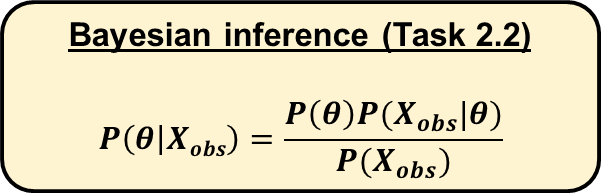 Bayesian inference (Task 2.2)
P(θ|X_obs) = P(θ)P(X_obs|θ) / P(X_obs)